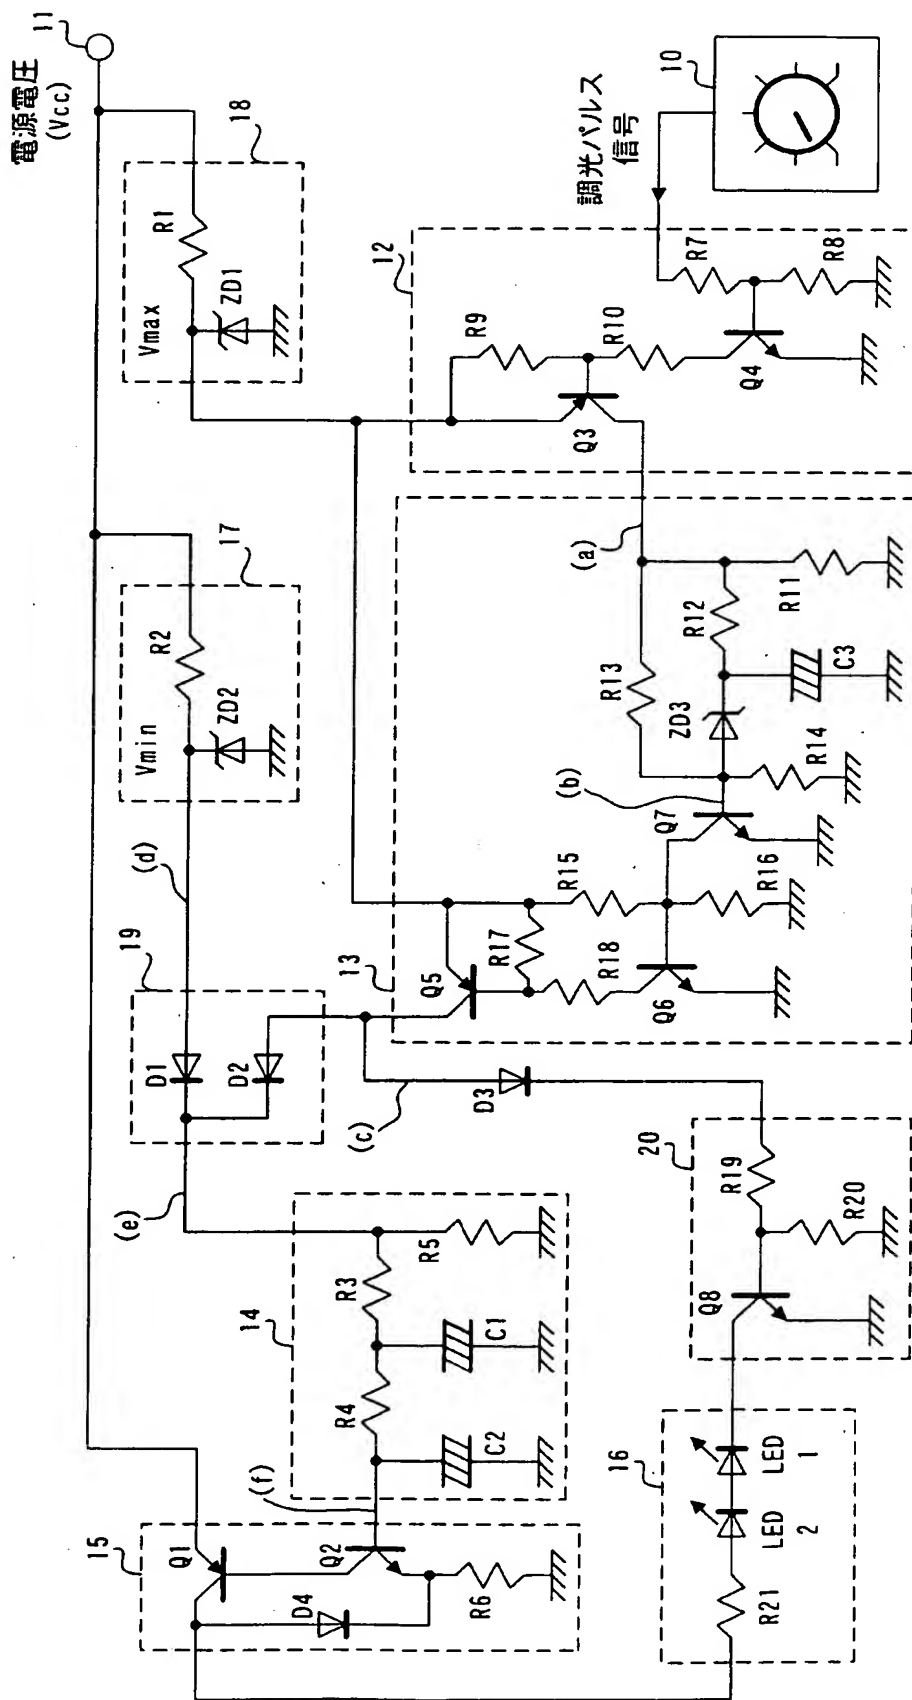 電源電圧
(Vcc)
11
18
R1
Vmax
ZD1
17
R2
Vmin
ZD2
(d)
19
D1
D2
(e)
調光パルス
信号
10
12
R7
R8
R9
R10
Q3
Q4
(a)
13
R11
R12
R13
C3
ZD3
R14
(b)
Q7
R15
R16
R17
R18
Q5
Q6
(c)
D3
14
R3
R4
R5
C1
C2
(f)
15
Q1
Q2
D4
R6
20
R19
R20
Q8
16
LED
1
LED
2
R21